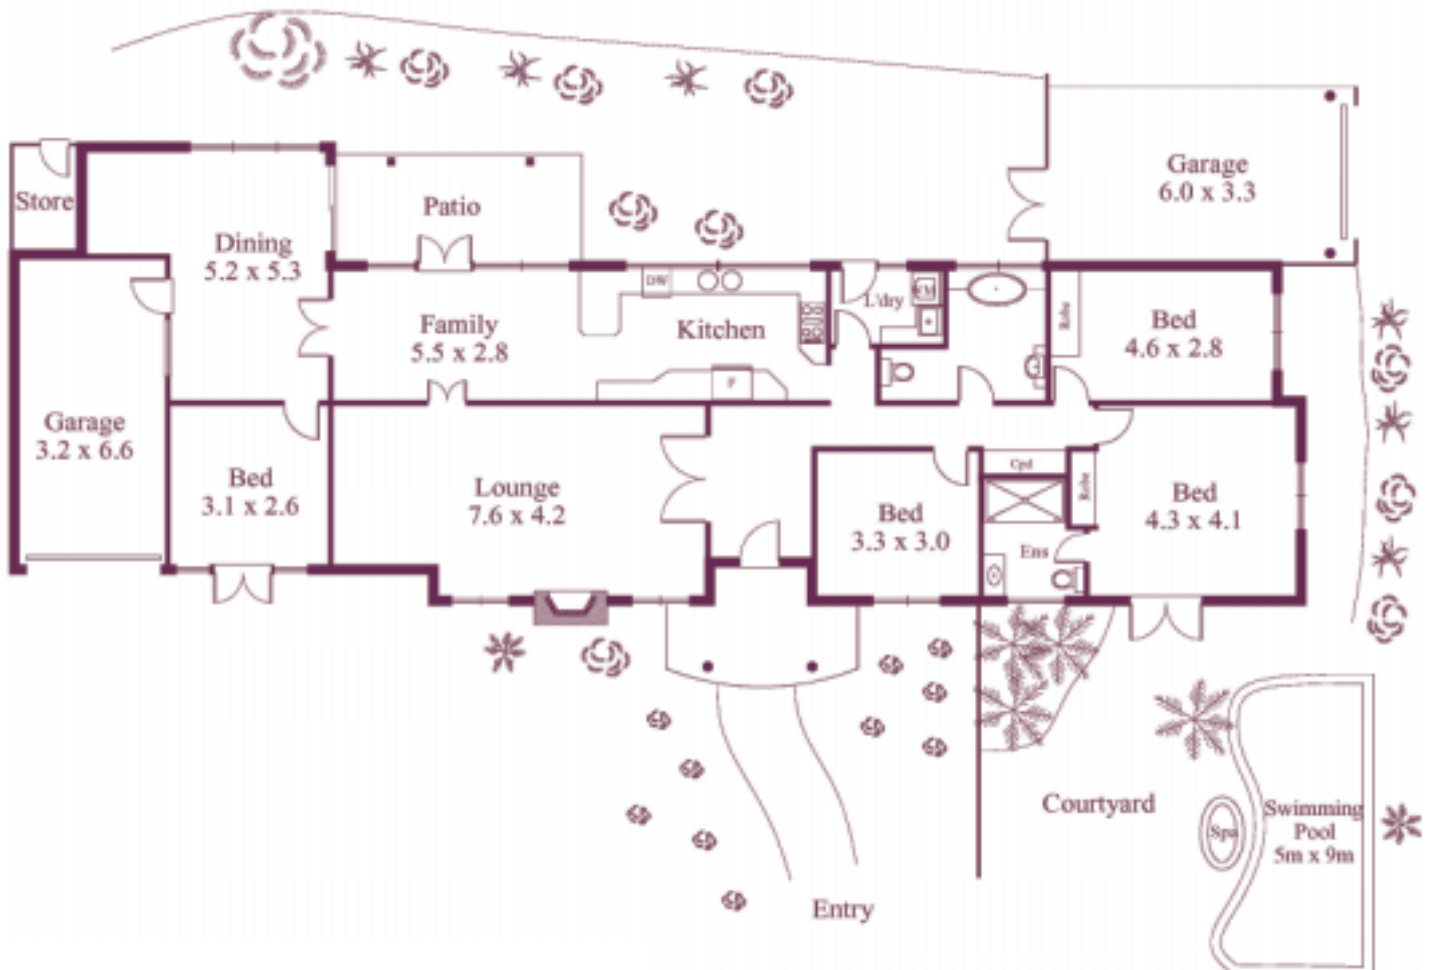 Garage
6.0 x 3.3
Store
Patio
Dining
5.2 x 5.3
DW
L\dry
WM
Family
5.5 x 2.8
Kitchen
Robe
Bed
4.6 x 2.8
F
Garage
3.2 x 6.6
Bed
3.1 x 2.6
Lounge
7.6 x 4.2
Cpd
Robe
Bed
3.3 x 3.0
Ens
Bed
4.3 x 4.1
Courtyard
Spa
Swimming
Pool
5m x 9m
Entry